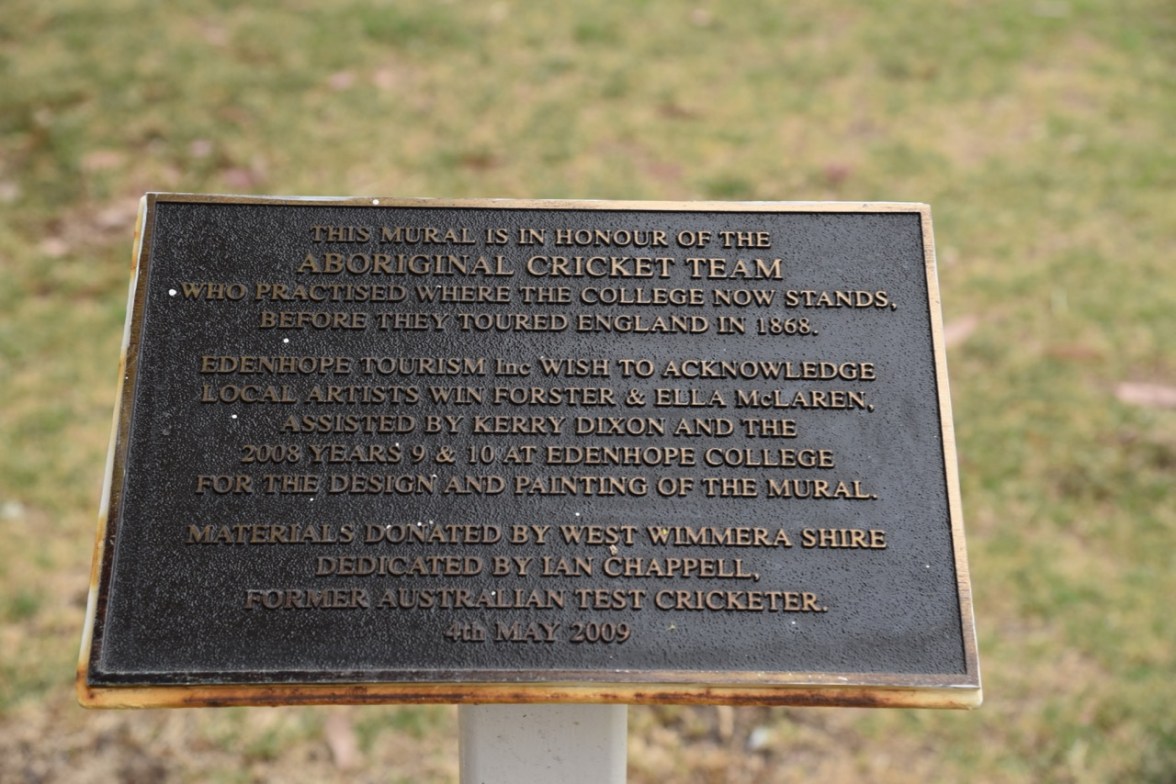 THIS MURAL IS IN HONOUR OF THE
ABORIGINAL CRICKET TEAM
WHO PRACTISED WHERE THE COLLEGE NOW STANDS,
BEFORE THEY TOURED ENGLAND IN 1868.
EDENHOPE TOURISM Inc WISH TO ACKNOWLEDGE
LOCAL ARTISTS WIN FORSTER & ELLA McLAREN,
ASSISTED BY KERRY DIXON AND THE
2008 YEARS 9 & 10 AT EDENHOPE COLLEGE
FOR THE DESIGN AND PAINTING OF THE MURAL.
MATERIALS DONATED BY WEST WIMMERA SHIRE
DEDICATED BY IAN CHAPPELL,
FORMER AUSTRALIAN TEST CRICKETER.
4th MAY 2009